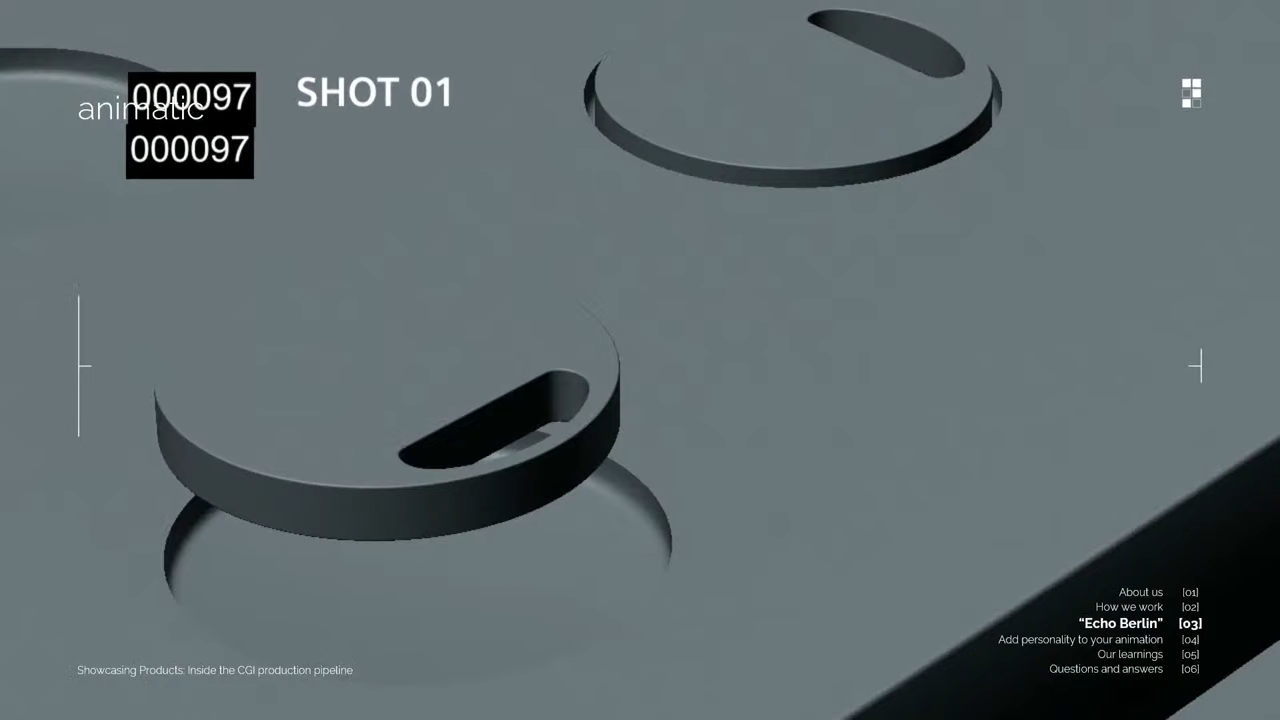 000097
SHOT 01
animatic
000097
About us [01]
How we work [02]
“Echo Berlin” [03]
Add personality to your animation [04]
Our learnings [05]
Questions and answers [06]
Showcasing Products: Inside the CGI production pipeline